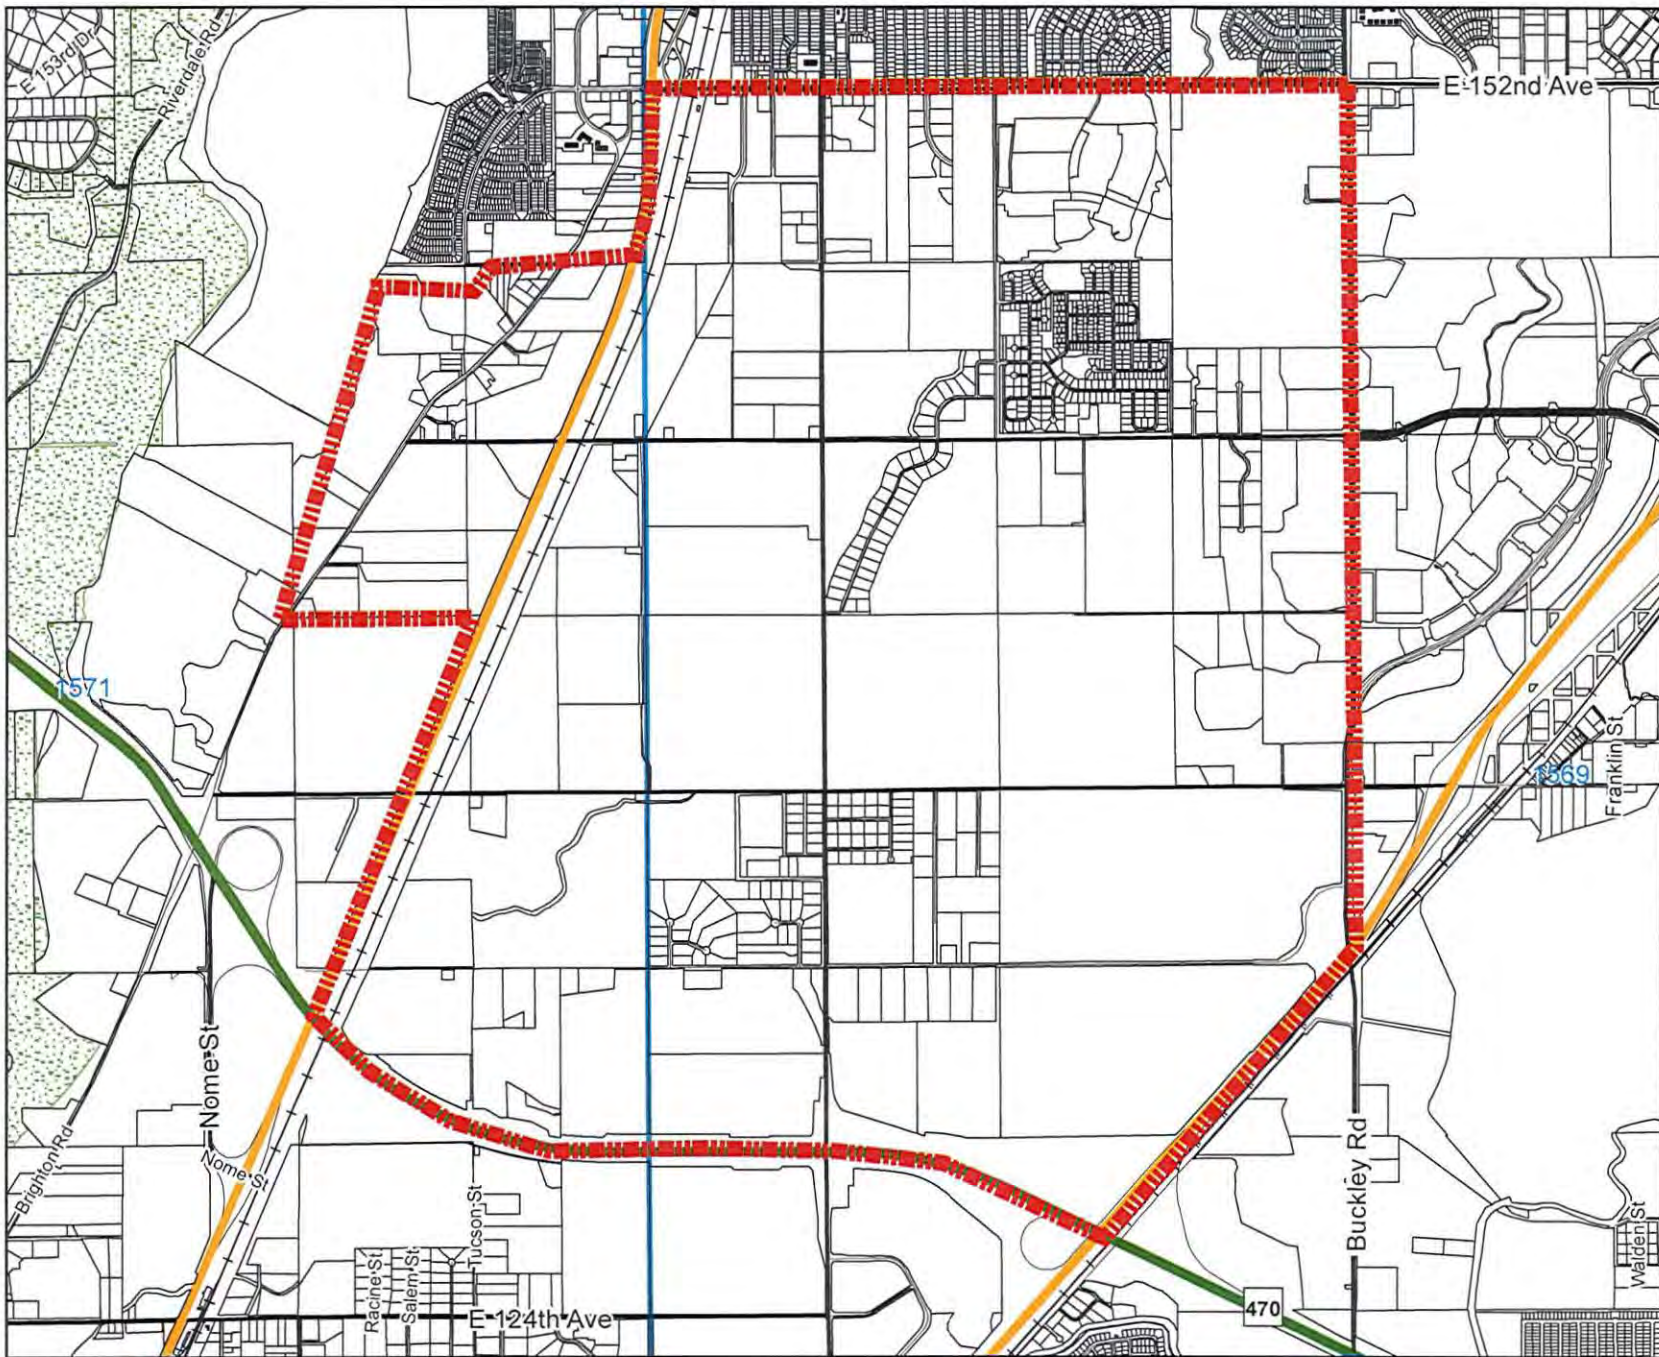 E 153rd Dr
Riverdale Rd
E 152nd Ave
1571
1569
Franklin St
Nome St
Brighton Rd
Nome St
Tucson St
Racine St
Salem St
E 124th Ave
Buckley Rd
Walden St
470